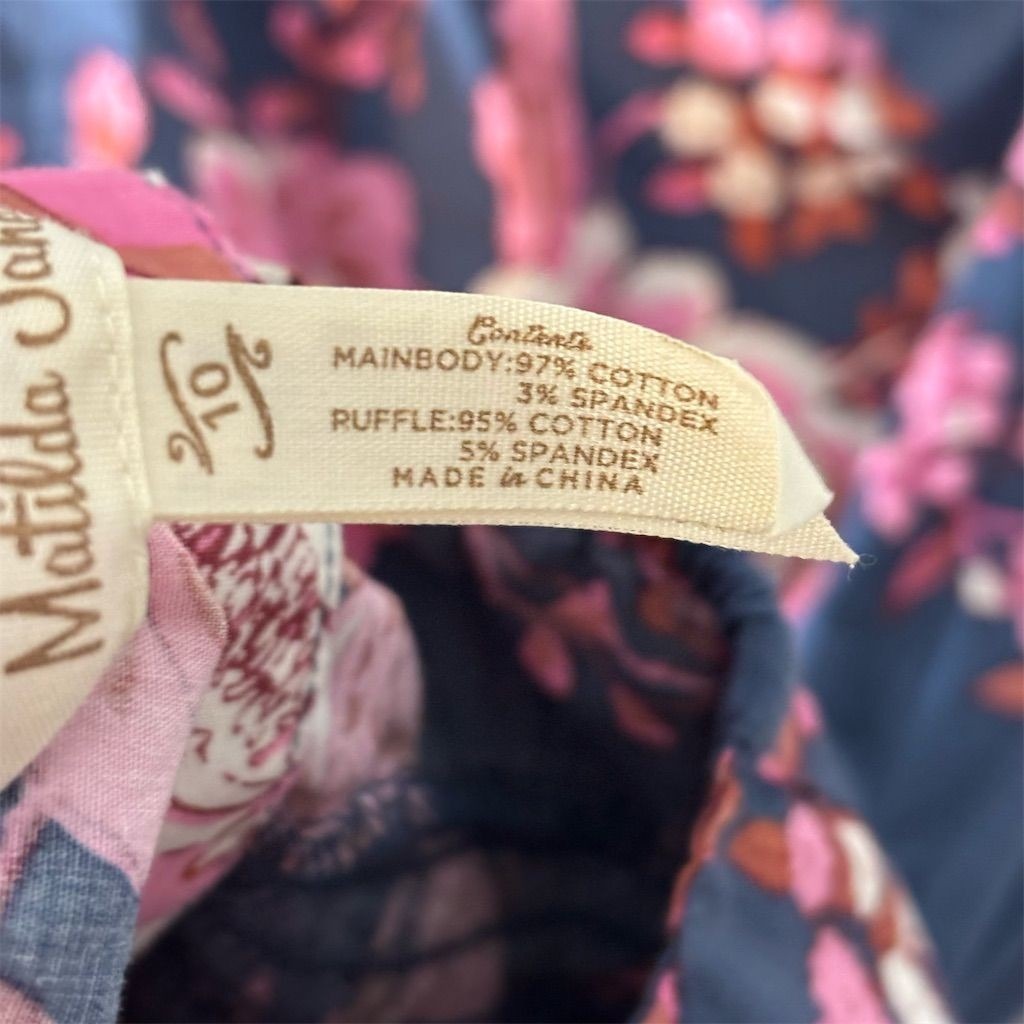 Matilda Jane
10
Contents
MAINBODY:97% COTTON
3% SPANDEX
RUFFLE:95% COTTON
5% SPANDEX
MADE in CHINA